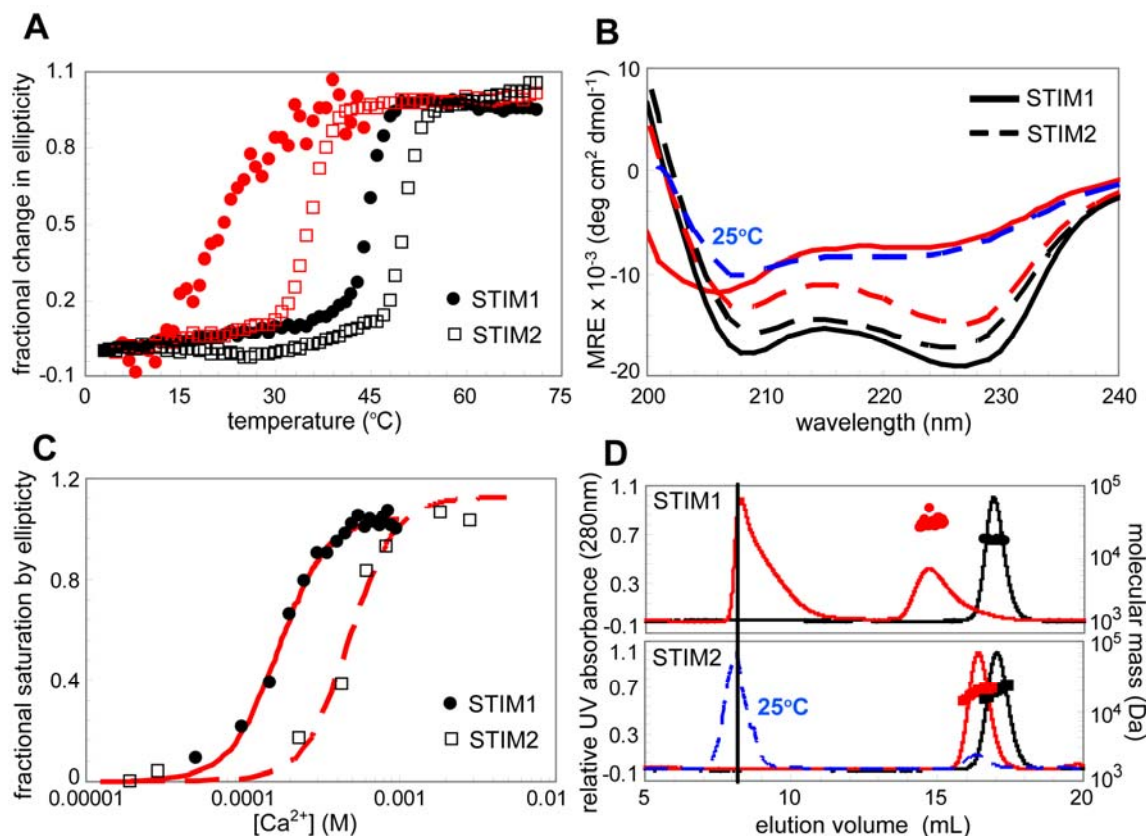 A
fractional change in ellipticity
1.1
0.8
0.5
0.2
-0.1
0
15
30
45
60
75
temperature (°C)
STIM1
STIM2
B
MRE x 10⁻³ (deg cm² dmol⁻¹)
10
0
-10
-20
200
210
220
230
240
wavelength (nm)
STIM1
STIM2
25°C
C
fractional saturation by ellipticty
1.2
0.8
0.4
0
0.00001
0.0001
0.001
0.01
[Ca²⁺] (M)
STIM1
STIM2
D
relative UV absorbance (280nm)
STIM1
1.1
0.7
0.3
-0.1
10⁵
10⁴
10³
STIM2
1.1
0.7
0.3
-0.1
10⁵
10⁴
10³
25°C
molecular mass (Da)
5
10
15
20
elution volume (mL)